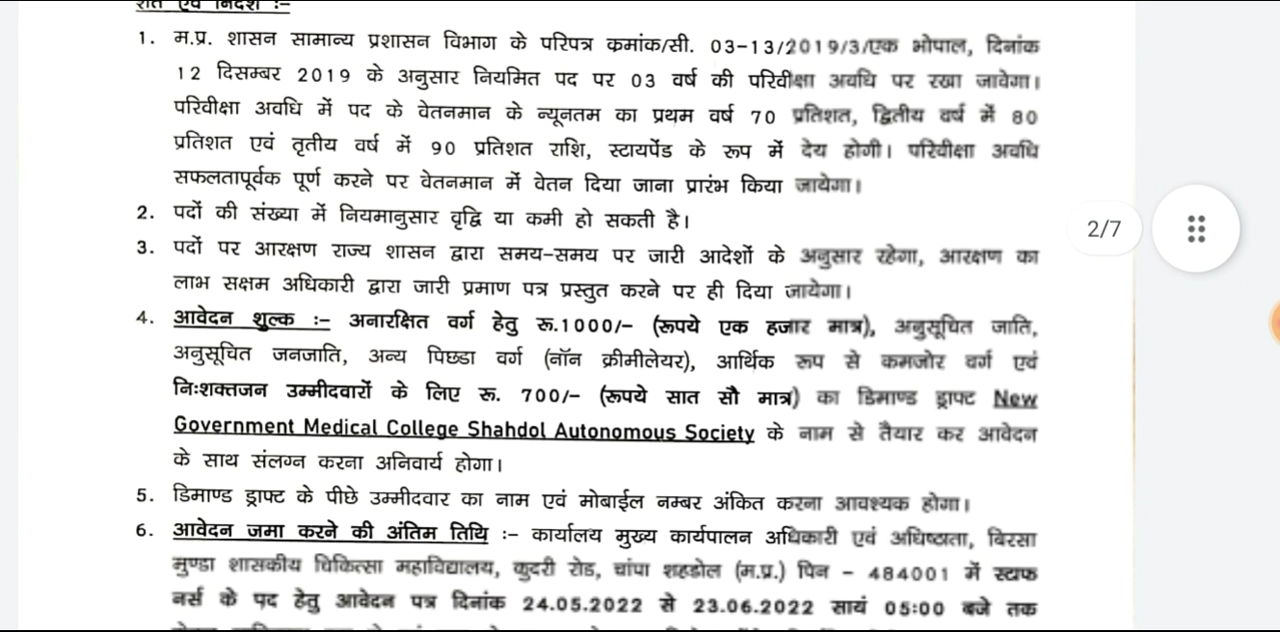 शर्त एवं निर्देश :–
1. म.प्र. शासन सामान्य प्रशासन विभाग के परिपत्र क्रमांक/सी. 03–13/2019/3/एक भोपाल, दिनांक
12 दिसम्बर 2019 के अनुसार नियमित पद पर 03 वर्ष की परिवीक्षा अवधि पर रखा जावेगा।
परिवीक्षा अवधि में पद के वेतनमान के न्यूनतम का प्रथम वर्ष 70 प्रतिशत, द्वितीय वर्ष में 80
प्रतिशत एवं तृतीय वर्ष में 90 प्रतिशत राशि, स्टायपेंड के रूप में देय होगी। परिवीक्षा अवधि
सफलतापूर्वक पूर्ण करने पर वेतनमान में वेतन दिया जाना प्रारंभ किया जायेगा।
2. पदों की संख्या में नियमानुसार वृद्वि या कमी हो सकती है।
3. पदों पर आरक्षण राज्य शासन द्वारा समय–समय पर जारी आदेशों के अनुसार रहेगा, आरक्षण का
लाभ सक्षम अधिकारी द्वारा जारी प्रमाण पत्र प्रस्तुत करने पर ही दिया जायेगा।
4. आवेदन शुल्क :– अनारक्षित वर्ग हेतु रू.1000/– (रूपये एक हजार मात्र), अनुसूचित जाति,
अनुसूचित जनजाति, अन्य पिछडा वर्ग (नॉन क्रीमीलेयर), आर्थिक रूप से कमजोर वर्ग एवं
निःशक्तजन उम्मीदवारों के लिए रू. 700/– (रूपये सात सौ मात्र) का डिमाण्ड ड्राफ्ट New
Government Medical College Shahdol Autonomous Society के नाम से तैयार कर आवेदन
के साथ संलग्न करना अनिवार्य होगा।
5. डिमाण्ड ड्राफ्ट के पीछे उम्मीदवार का नाम एवं मोबाईल नम्बर अंकित करना आवश्यक होगा।
6. आवेदन जमा करने की अंतिम तिथि :– कार्यालय मुख्य कार्यपालन अधिकारी एवं अधिष्ठाता, बिरसा
मुण्डा शासकीय चिकित्सा महाविद्यालय, कुदरी रोड, चांपा शहडोल (म.प्र.) पिन – 484001 में स्टाफ
नर्स के पद हेतु आवेदन पत्र दिनांक 24.05.2022 से 23.06.2022 सायं 05:00 बजे तक
2/7